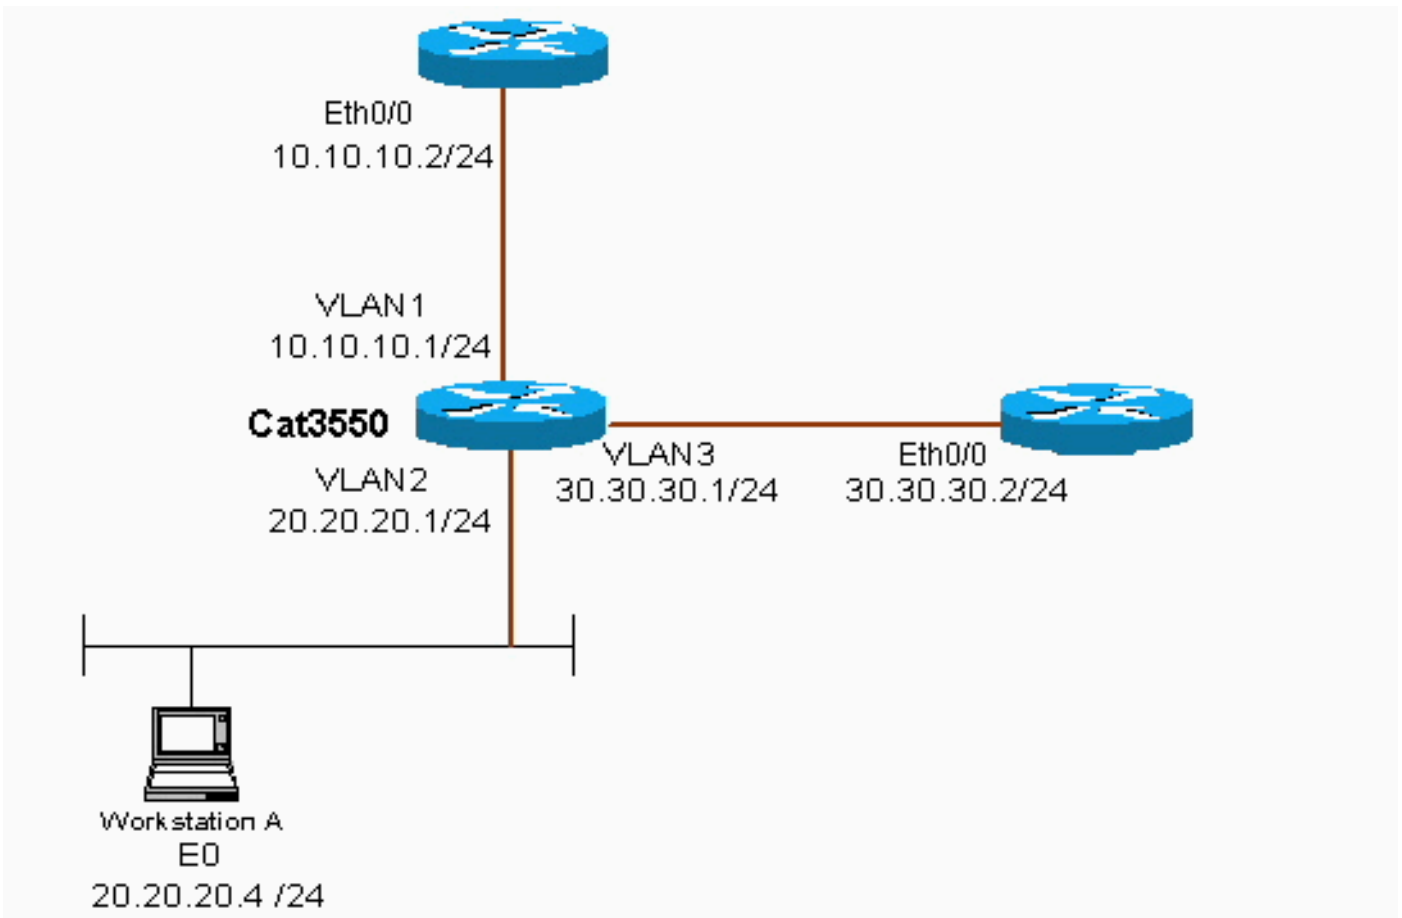 Eth0/0
10.10.10.2/24
VLAN1
10.10.10.1/24
Cat3550
VLAN2
20.20.20.1/24
VLAN3
30.30.30.1/24
Eth0/0
30.30.30.2/24
Workstation A
E0
20.20.20.4 /24